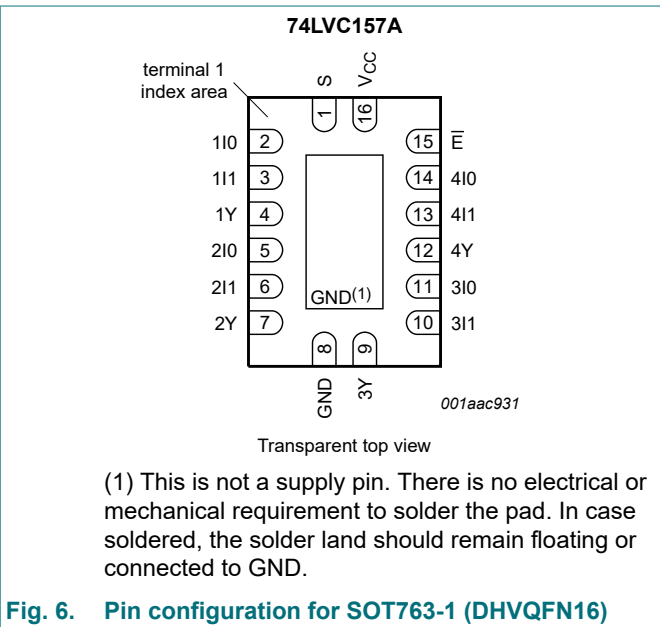 74LVC157A
terminal 1
index area
S
VCC
1
16
1I0 2
1I1 3
1Y 4
2I0 5
2I1 6
2Y 7
15 E̅
14 4I0
13 4I1
12 4Y
11 3I0
10 3I1
GND(1)
8
9
GND
3Y
001aac931
Transparent top view
(1) This is not a supply pin. There is no electrical or
mechanical requirement to solder the pad. In case
soldered, the solder land should remain floating or
connected to GND.
Fig. 6. Pin configuration for SOT763-1 (DHVQFN16)